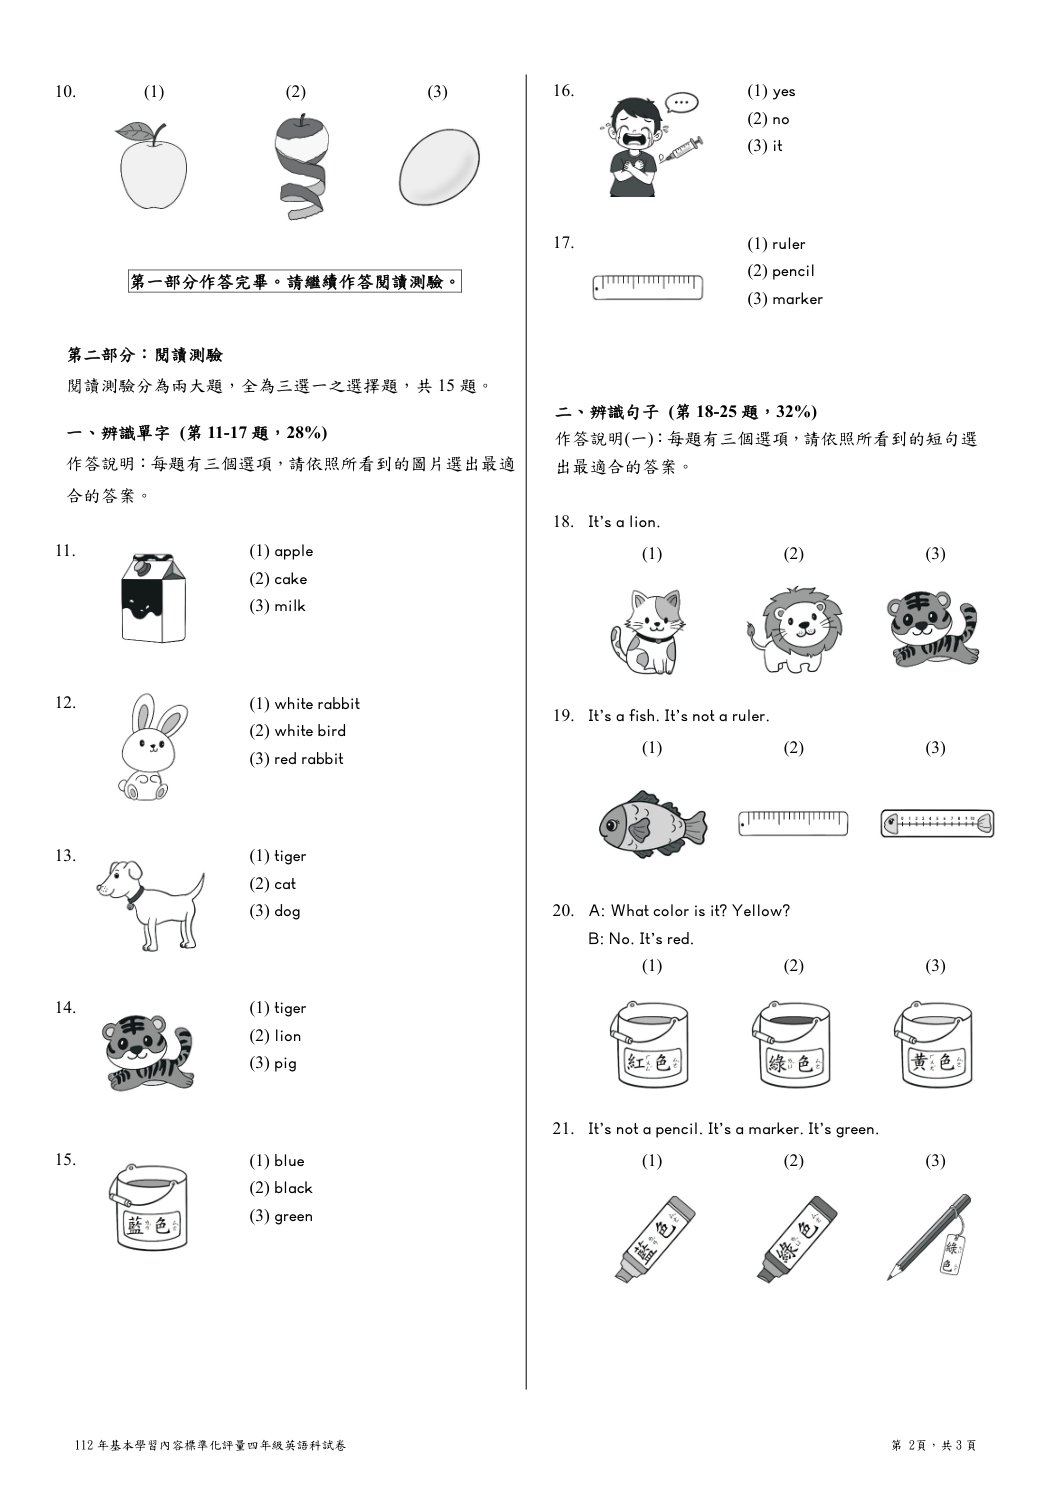 10. (1) (2) (3)
第一部分作答完畢。請繼續作答閱讀測驗。
第二部分：閱讀測驗
閱讀測驗分為兩大題，全為三選一之選擇題，共 15 題。
一、辨識單字 (第 11-17 題，28%)
作答說明：每題有三個選項，請依照所看到的圖片選出最適
合的答案。
11. (1) apple
(2) cake
(3) milk
12. (1) white rabbit
(2) white bird
(3) red rabbit
13. (1) tiger
(2) cat
(3) dog
14. (1) tiger
(2) lion
(3) pig
15. (1) blue
(2) black
(3) green
藍色
16. (1) yes
(2) no
(3) it
17. (1) ruler
(2) pencil
(3) marker
二、辨識句子 (第 18-25 題，32%)
作答說明(一)：每題有三個選項，請依照所看到的短句選
出最適合的答案。
18. It's a lion.
(1) (2) (3)
19. It's a fish. It's not a ruler.
(1) (2) (3)
0 1 2 3 4 5 6 7 8 9 10
20. A: What color is it? Yellow?
B: No. It's red.
(1) (2) (3)
紅色 綠色 黃色
21. It's not a pencil. It's a marker. It's green.
(1) (2) (3)
藍色 綠色 綠色
112 年基本學習內容標準化評量四年級英語科試卷
第 2頁，共 3 頁